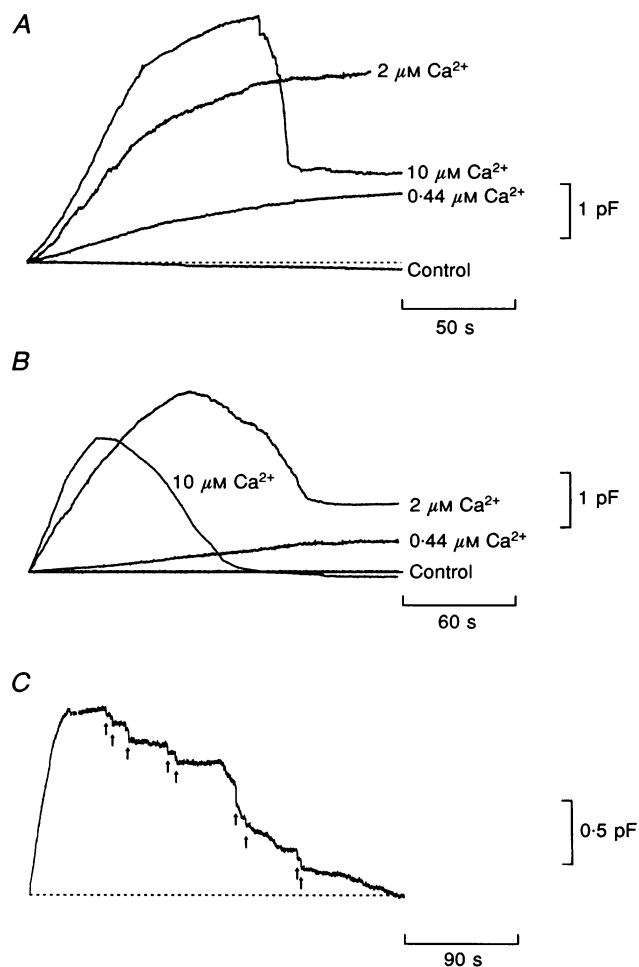 A
2 μM Ca²⁺
10 μM Ca²⁺
0·44 μM Ca²⁺
1 pF
Control
50 s
B
10 μM Ca²⁺
1 pF
2 μM Ca²⁺
0·44 μM Ca²⁺
Control
60 s
C
0·5 pF
90 s